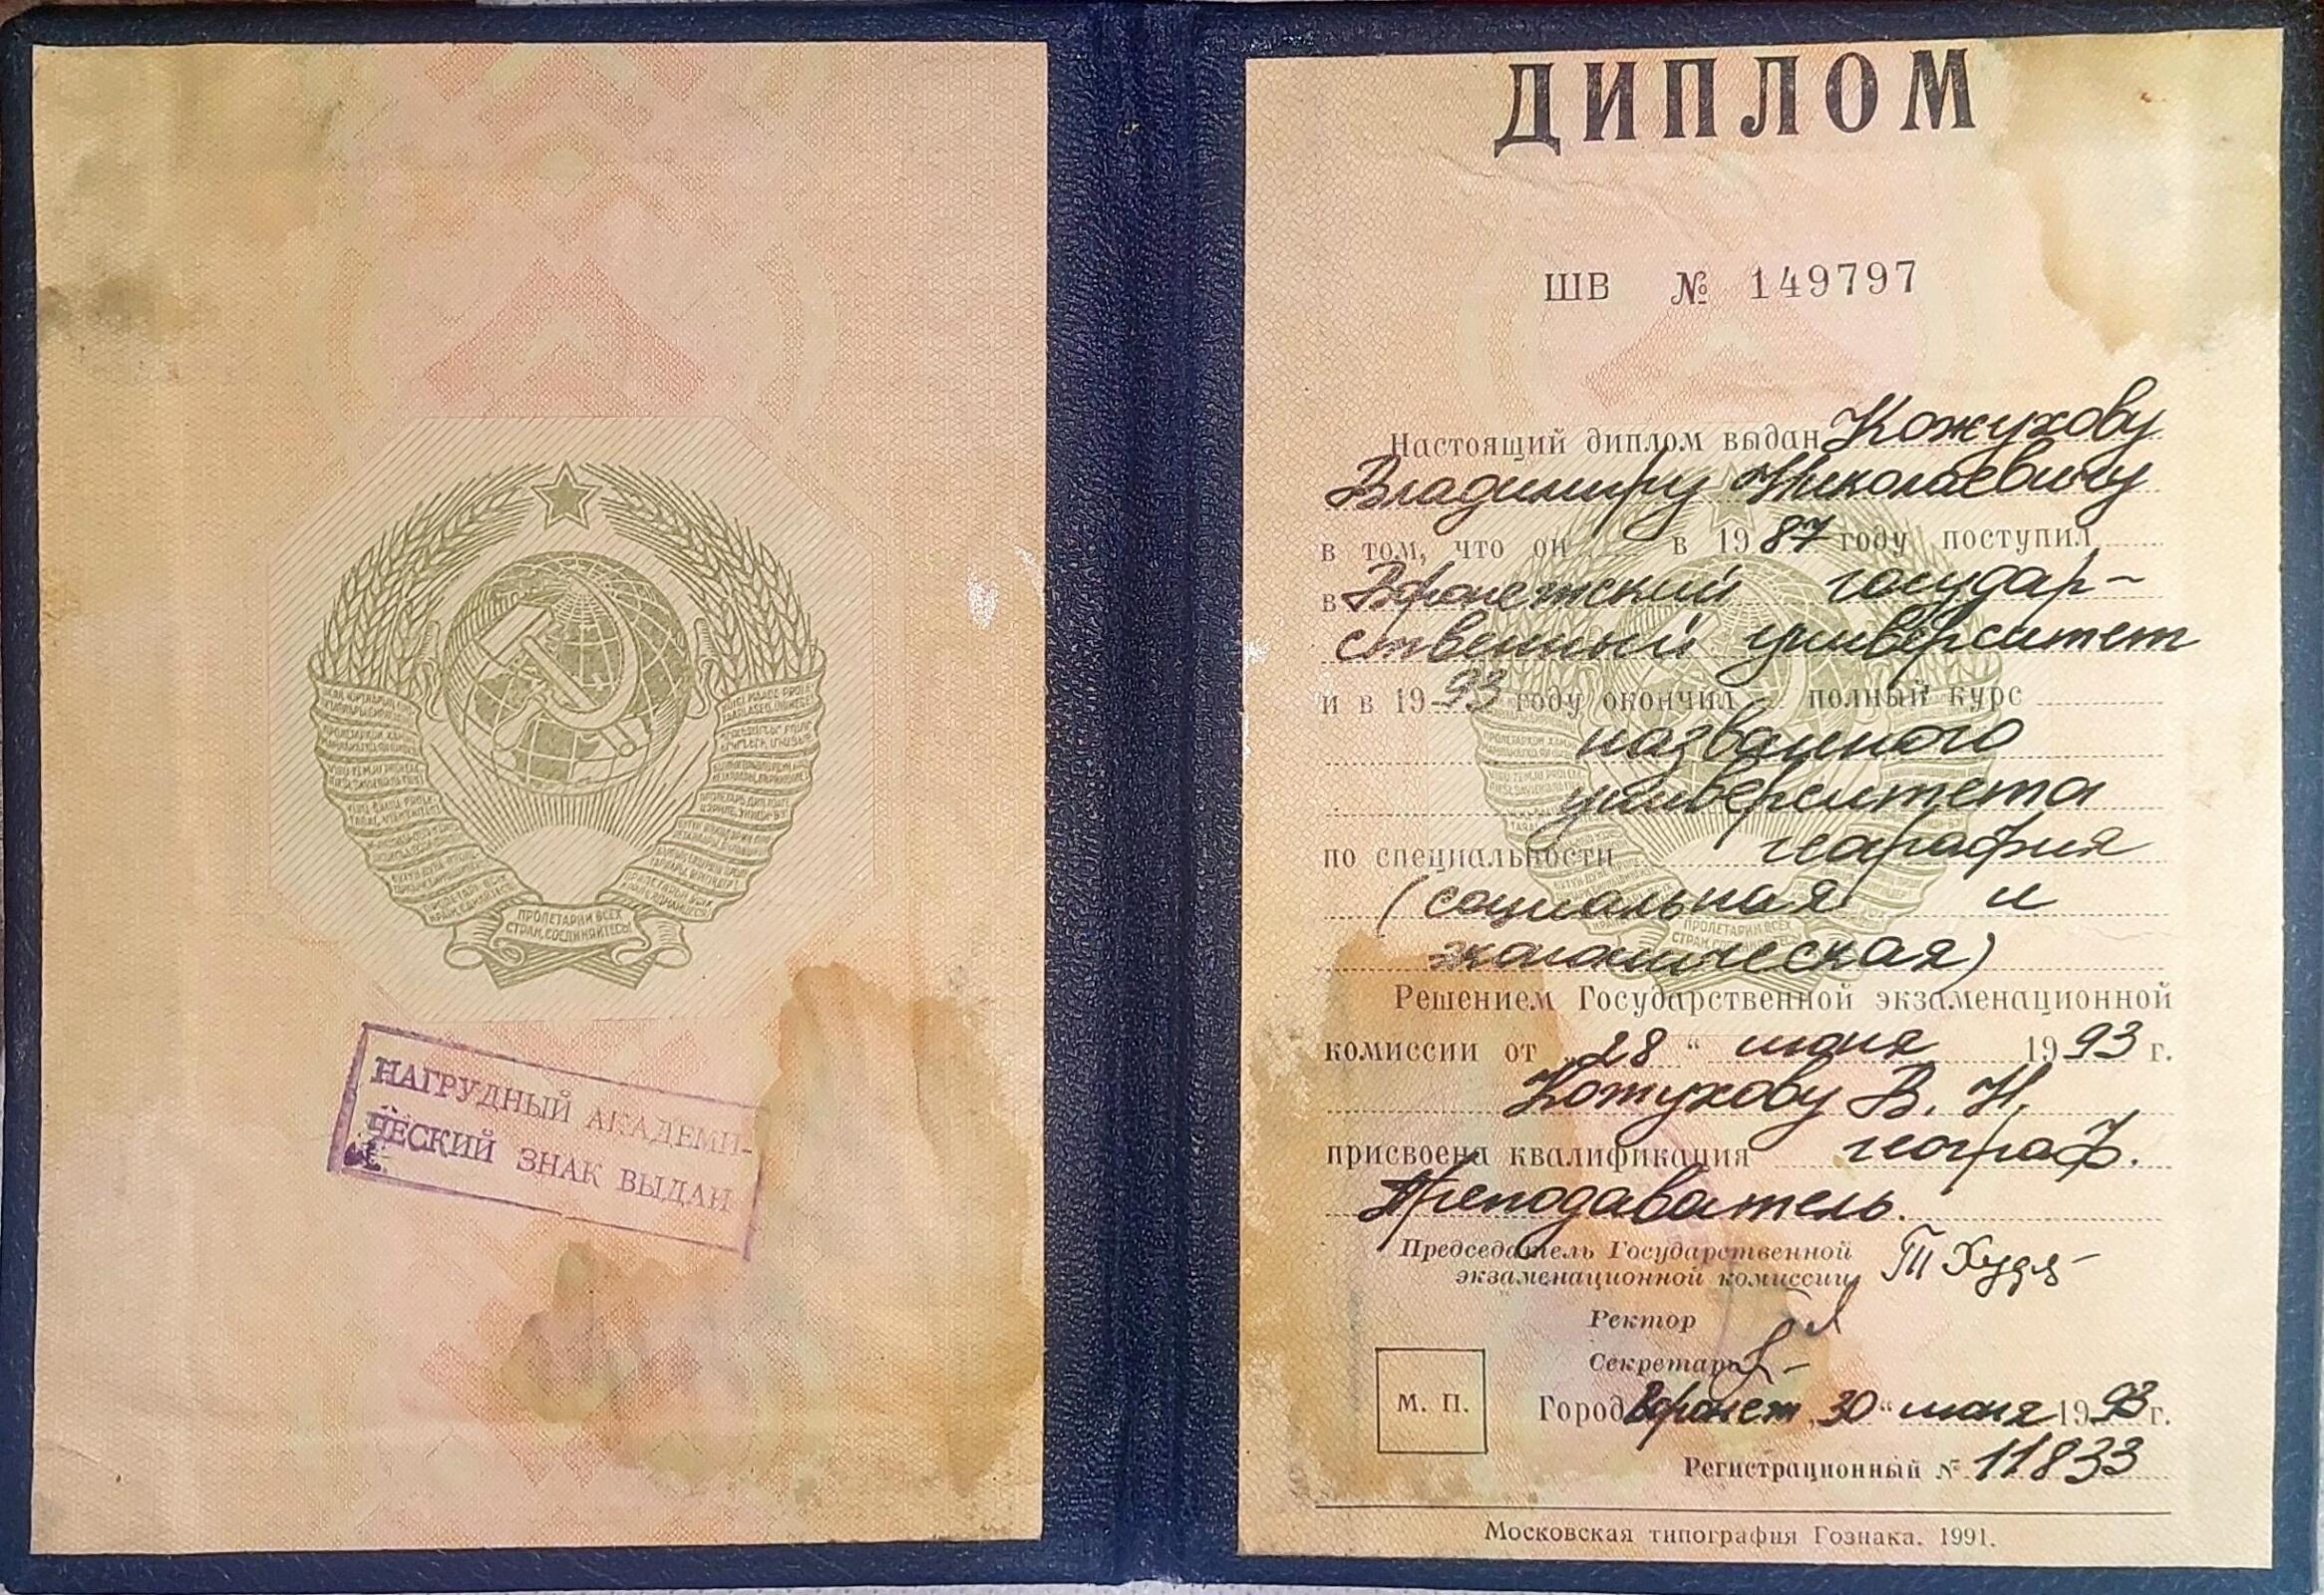 ПРОЛЕТАРИИ ВСЕХ
СТРАН, СОЕДИНЯЙТЕСЬ!
НАГРУДНЫЙ АКАДЕМИ-
ЧЕСКИЙ ЗНАК ВЫДАН
ДИПЛОМ
ШВ № 149797
Настоящий диплом выдан Кожухову
Владимиру Николаевичу
в том, что он в 1987 году поступил
в Воронежский государ-
ственный университет
и в 1993 году окончил полный курс
названного
университета
по специальности география
(социальная и
экономическая)
Решением Государственной экзаменационной
комиссии от „28“ июня 1993 г.
Кожухову В. Н.
присвоена квалификация географ.
Преподаватель.
Председатель Государственной
экзаменационной комиссии
Ректор
Секретарь
М. П.
Город Воронеж, „30“ июня 1993 г.
Регистрационный № 11833
Московская типография Гознака. 1991.